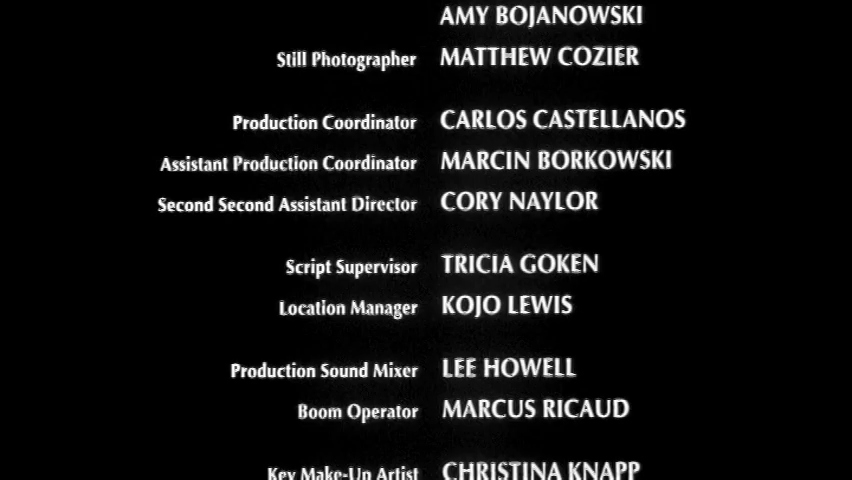 AMY BOJANOWSKI
Still Photographer MATTHEW COZIER
Production Coordinator CARLOS CASTELLANOS
Assistant Production Coordinator MARCIN BORKOWSKI
Second Second Assistant Director CORY NAYLOR
Script Supervisor TRICIA GOKEN
Location Manager KOJO LEWIS
Production Sound Mixer LEE HOWELL
Boom Operator MARCUS RICAUD
Key Make-Up Artist CHRISTINA KNAPP